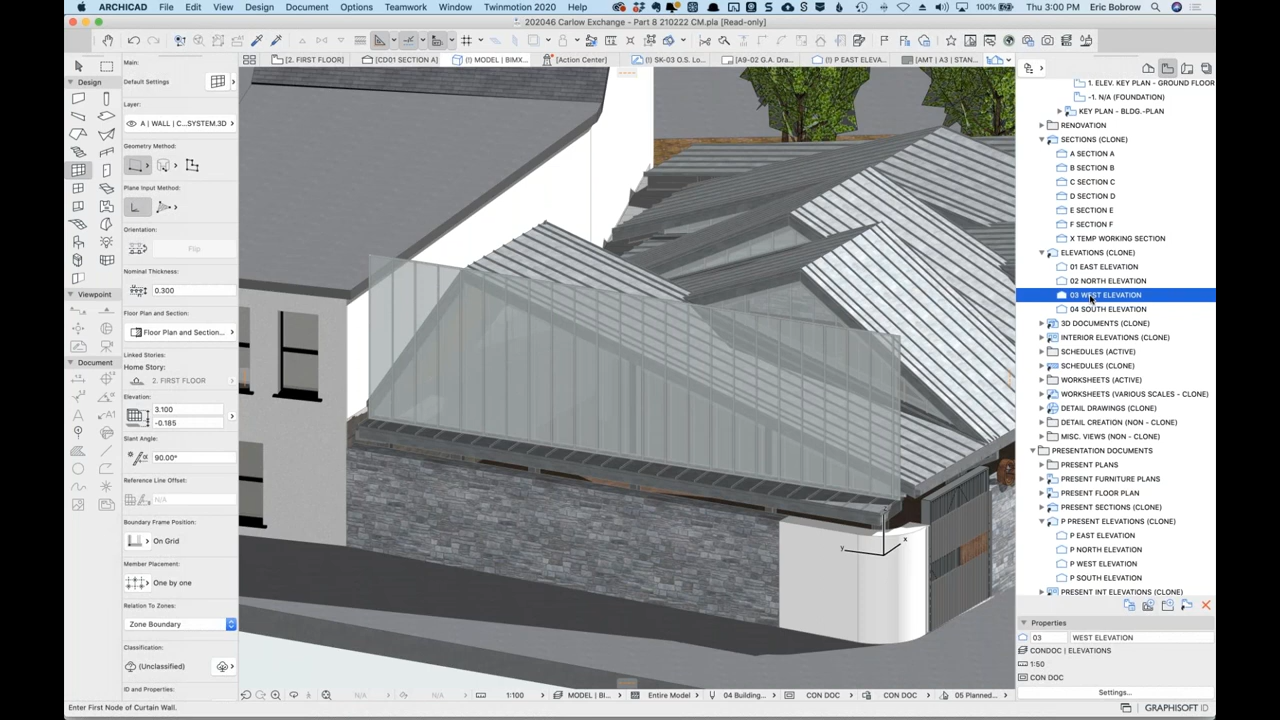 ARCHICAD File Edit View Design Document Options Teamwork Window Twinmotion 2020 Help 100% Thu 3:00 PM Eric Bobrow
202046 Carlow Exchange - Part 8 210222 CM.pla [Read-only]
[2. FIRST FLOOR] [CD01 SECTION A] (!) MODEL | BIMX... [Action Center] (!) SK-03 O.S. Lo... [A9-02 G.A. Dra... (!) P EAST ELEVA... [AMT | A3 | STAN...
Main:
Default Settings
Design
Layer:
A | WALL | C...SYSTEM.3D
Geometry Method:
Plane Input Method:
Orientation:
Flip
Nominal Thickness:
0.300
Viewpoint
Floor Plan and Section:
Floor Plan and Section...
Linked Stories:
Document
Home Story:
2. FIRST FLOOR
Elevation:
3.100
-0.185
Slant Angle:
90.00°
Reference Line Offset:
N/A
Boundary Frame Position:
On Grid
Member Placement:
One by one
Relation To Zones:
Zone Boundary
Classification:
(Unclassified)
ID and Properties:
y x
N/A N/A 1:100 MODEL | BI... Entire Model 04 Building... CON DOC CON DOC 05 Planned...
Enter First Node of Curtain Wall.
1. ELEV. KEY PLAN - GROUND FLOOR
-1. N/A (FOUNDATION)
KEY PLAN - BLDG.-PLAN
RENOVATION
SECTIONS (CLONE)
A SECTION A
B SECTION B
C SECTION C
D SECTION D
E SECTION E
F SECTION F
X TEMP WORKING SECTION
ELEVATIONS (CLONE)
01 EAST ELEVATION
02 NORTH ELEVATION
03 WEST ELEVATION
04 SOUTH ELEVATION
3D DOCUMENTS (CLONE)
INTERIOR ELEVATIONS (CLONE)
SCHEDULES (ACTIVE)
SCHEDULES (CLONE)
WORKSHEETS (ACTIVE)
WORKSHEETS (VARIOUS SCALES - CLONE)
DETAIL DRAWINGS (CLONE)
DETAIL CREATION (NON - CLONE)
MISC. VIEWS (NON - CLONE)
PRESENTATION DOCUMENTS
PRESENT PLANS
PRESENT FURNITURE PLANS
PRESENT FLOOR PLAN
PRESENT SECTIONS (CLONE)
P PRESENT ELEVATIONS (CLONE)
P EAST ELEVATION
P NORTH ELEVATION
P WEST ELEVATION
P SOUTH ELEVATION
PRESENT INT ELEVATIONS (CLONE)
Properties
03 WEST ELEVATION
CONDOC | ELEVATIONS
1:50
CON DOC
Settings...
GRAPHISOFT ID